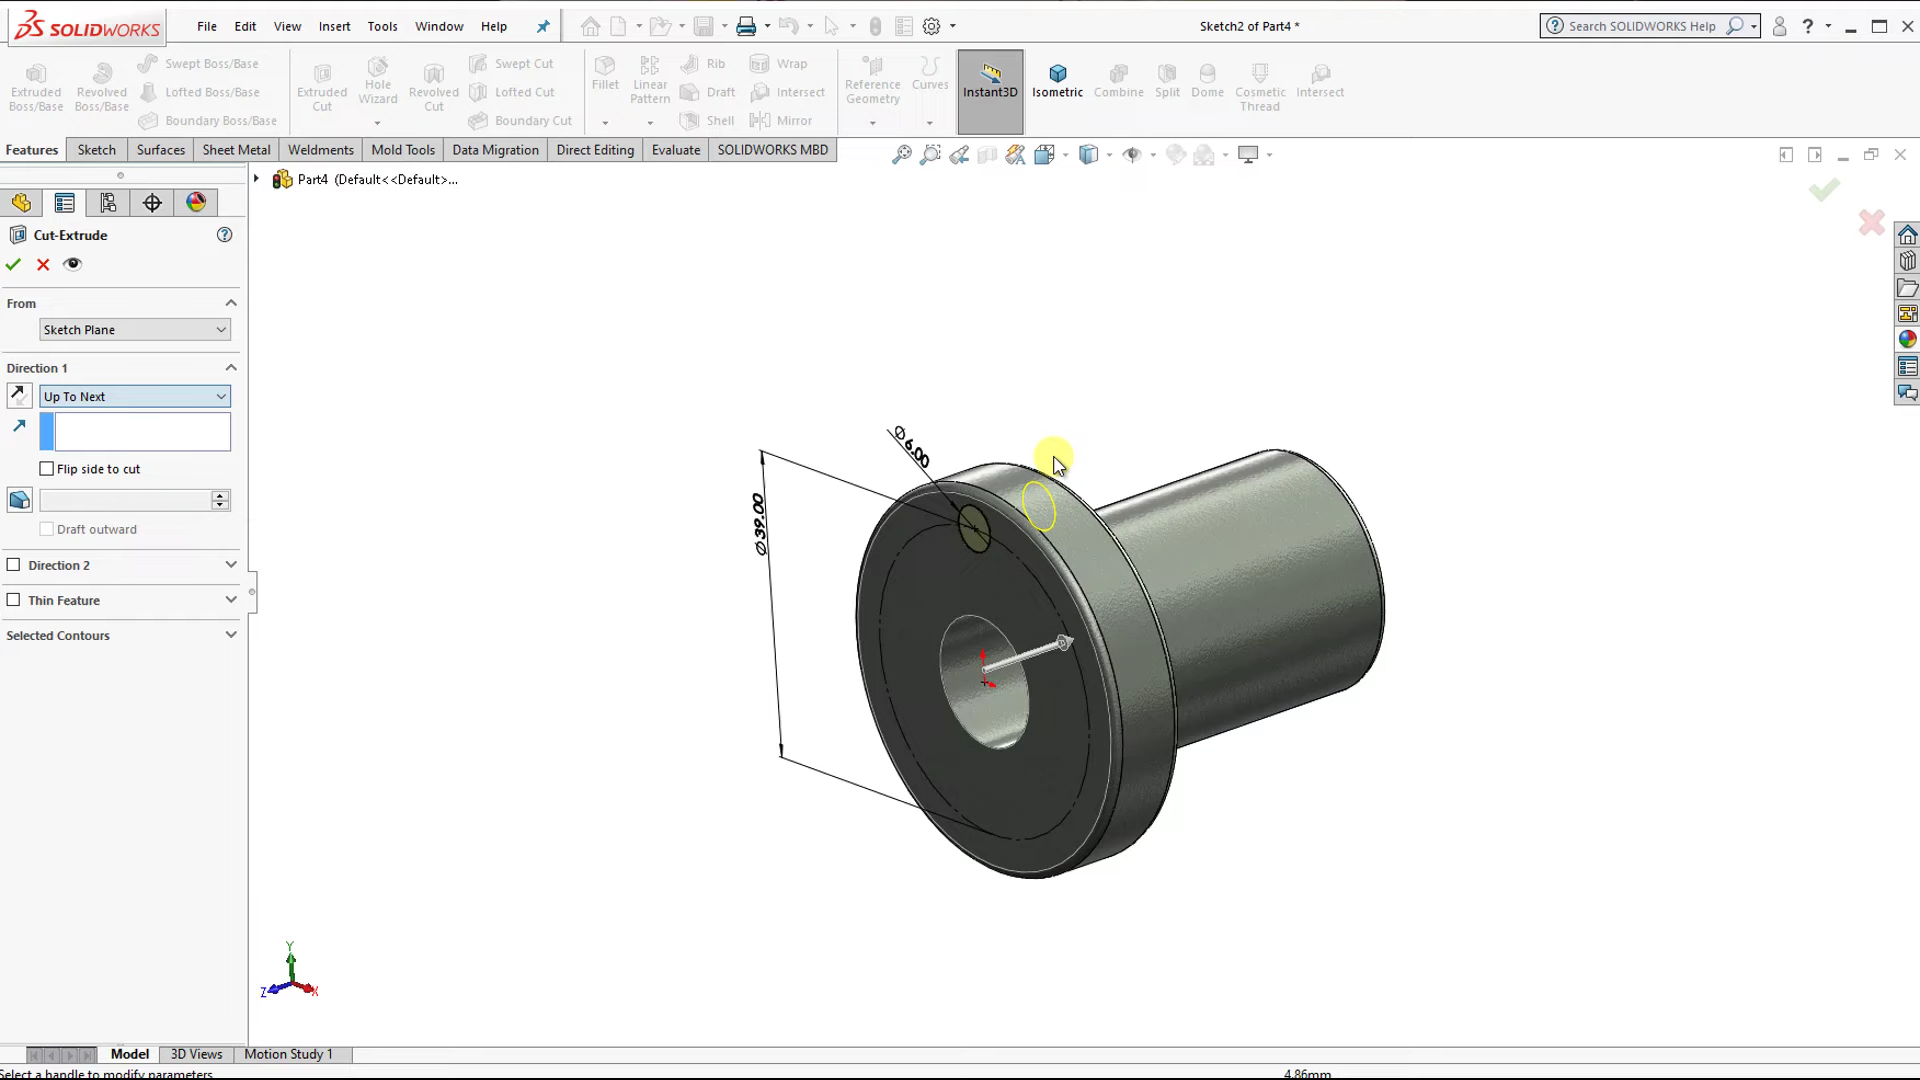 SOLIDWORKS
File Edit View Insert Tools Window Help
Sketch2 of Part4 *
Search SOLIDWORKS Help
?
Extruded Boss/Base
Revolved Boss/Base
Swept Boss/Base
Lofted Boss/Base
Boundary Boss/Base
Extruded Cut
Hole Wizard
Revolved Cut
Swept Cut
Lofted Cut
Boundary Cut
Fillet
Linear Pattern
Rib
Draft
Shell
Wrap
Intersect
Mirror
Reference Geometry
Curves
Instant3D
Isometric
Combine
Split
Dome
Cosmetic Thread
Intersect
Features Sketch Surfaces Sheet Metal Weldments Mold Tools Data Migration Direct Editing Evaluate SOLIDWORKS MBD
Part4 (Default<<Default>...
Cut-Extrude
?
From
Sketch Plane
Direction 1
Up To Next
Flip side to cut
Draft outward
Direction 2
Thin Feature
Selected Contours
∅6.00
∅39.00
Y
Z
X
Model 3D Views Motion Study 1
Select a handle to modify parameters
4.86mm